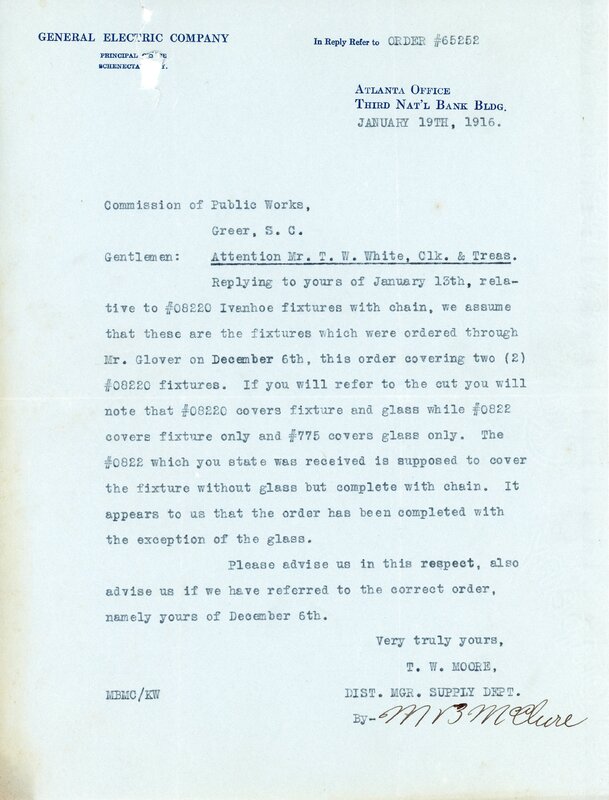 GENERAL ELECTRIC COMPANY
PRINCIPAL
SCHENECTA
In Reply Refer to ORDER #65252
ATLANTA OFFICE
THIRD NAT'L BANK BLDG.
JANUARY 19TH, 1916.
Commission of Public Works,
Greer, S. C.
Gentlemen: Attention Mr. T. W. White, Clk. & Treas.
Replying to yours of January 13th, rela-
tive to #08220 Ivanhoe fixtures with chain, we assume
that these are the fixtures which were ordered through
Mr. Glover on December 6th, this order covering two (2)
#08220 fixtures. If you will refer to the cut you will
note that #08220 covers fixture and glass while #0822
covers fixture only and #775 covers glass only. The
#0822 which you state was received is supposed to cover
the fixture without glass but complete with chain. It
appears to us that the order has been completed with
the exception of the glass.
Please advise us in this respect, also
advise us if we have referred to the correct order,
namely yours of December 6th.
Very truly yours,
T. W. MOORE,
MBMC/KW DIST. MGR. SUPPLY DEPT.
By- M B McClure